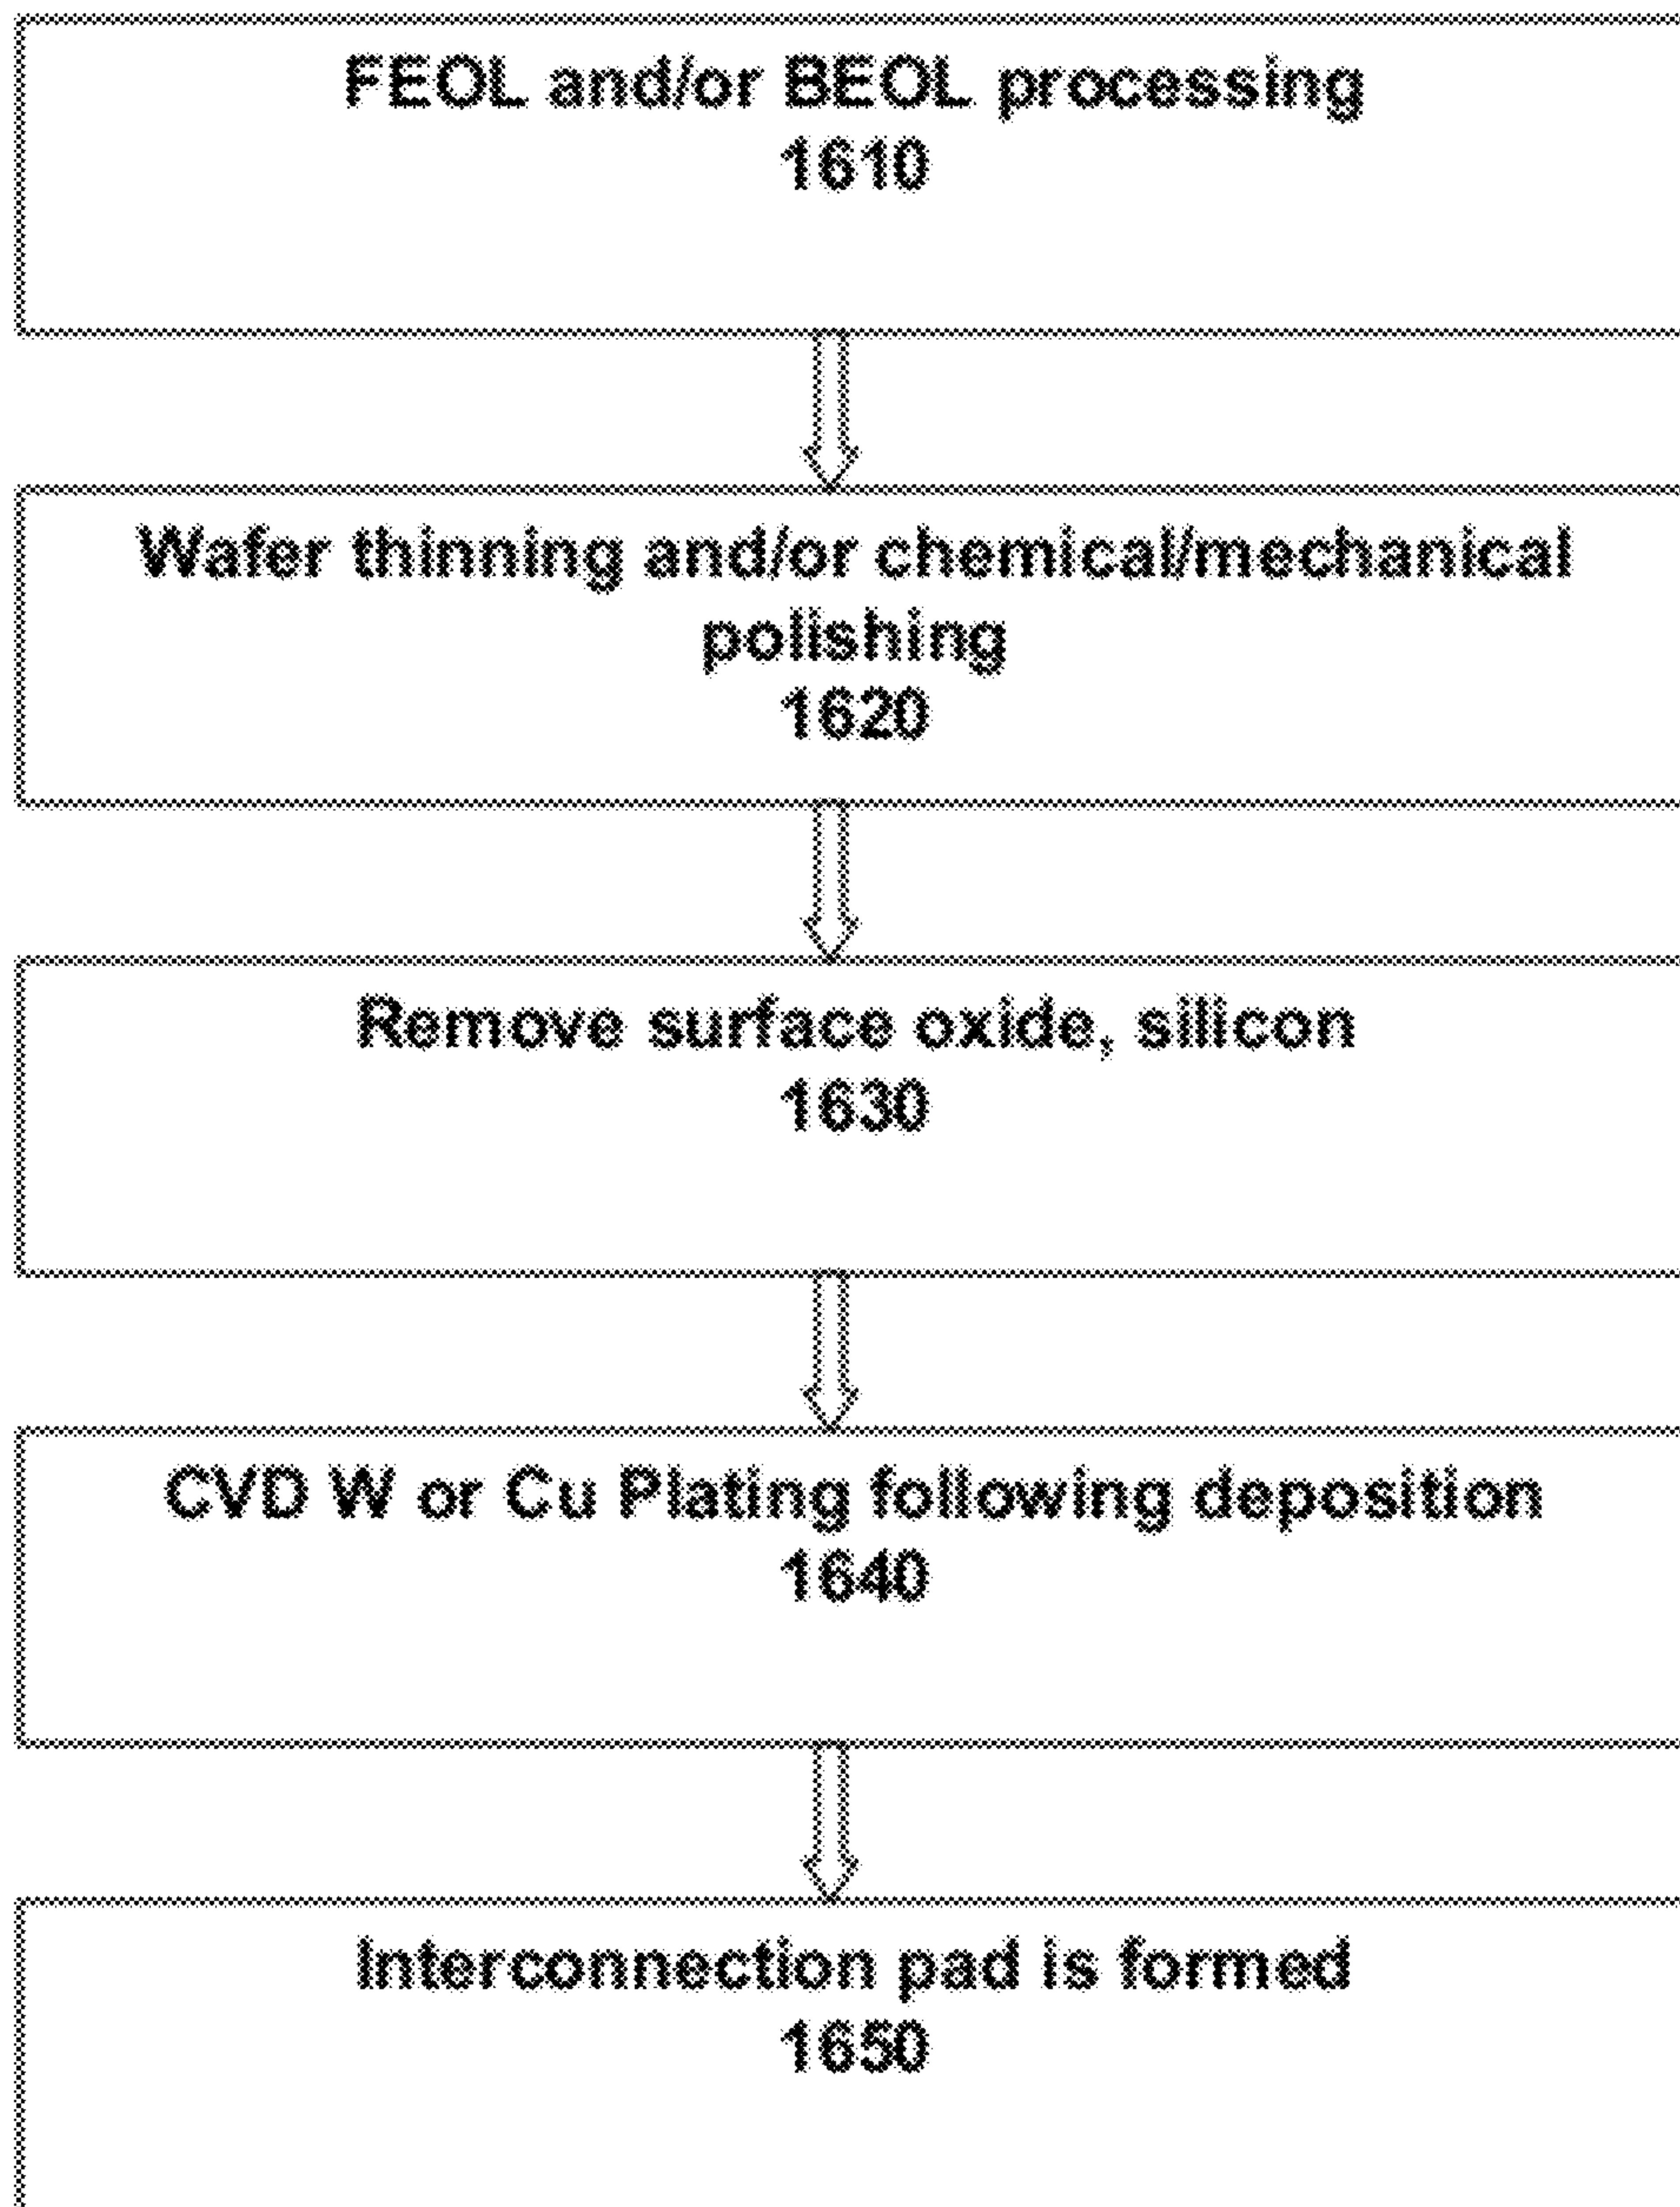 FEOL and/or BEOL processing
1610
Wafer thinning and/or chemical/mechanical
polishing
1620
Remove surface oxide, silicon
1630
CVD W or Cu Plating following deposition
1640
Interconnection pad is formed
1650